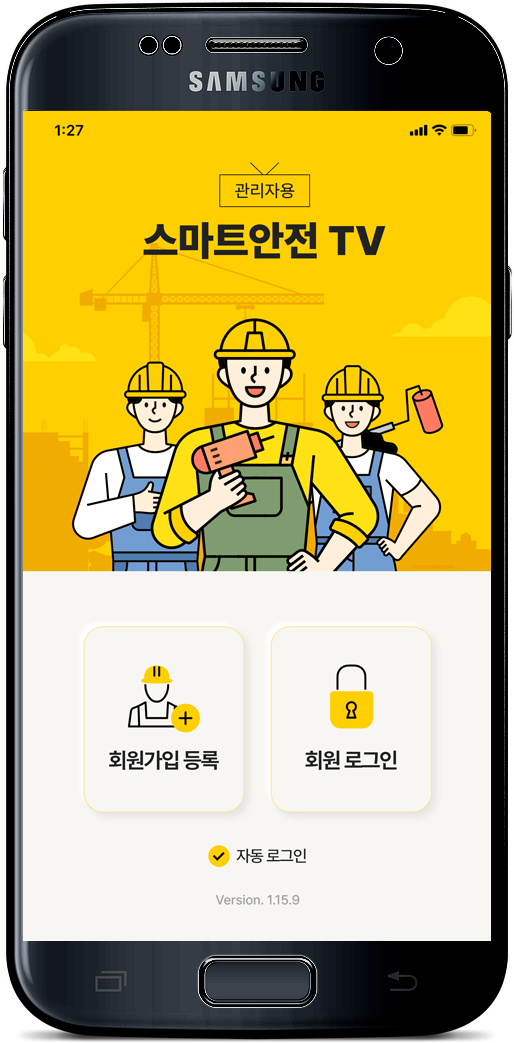 SAMSUNG
1:27
관리자용
스마트안전 TV
회원가입 등록
회원 로그인
자동 로그인
Version. 1.15.9